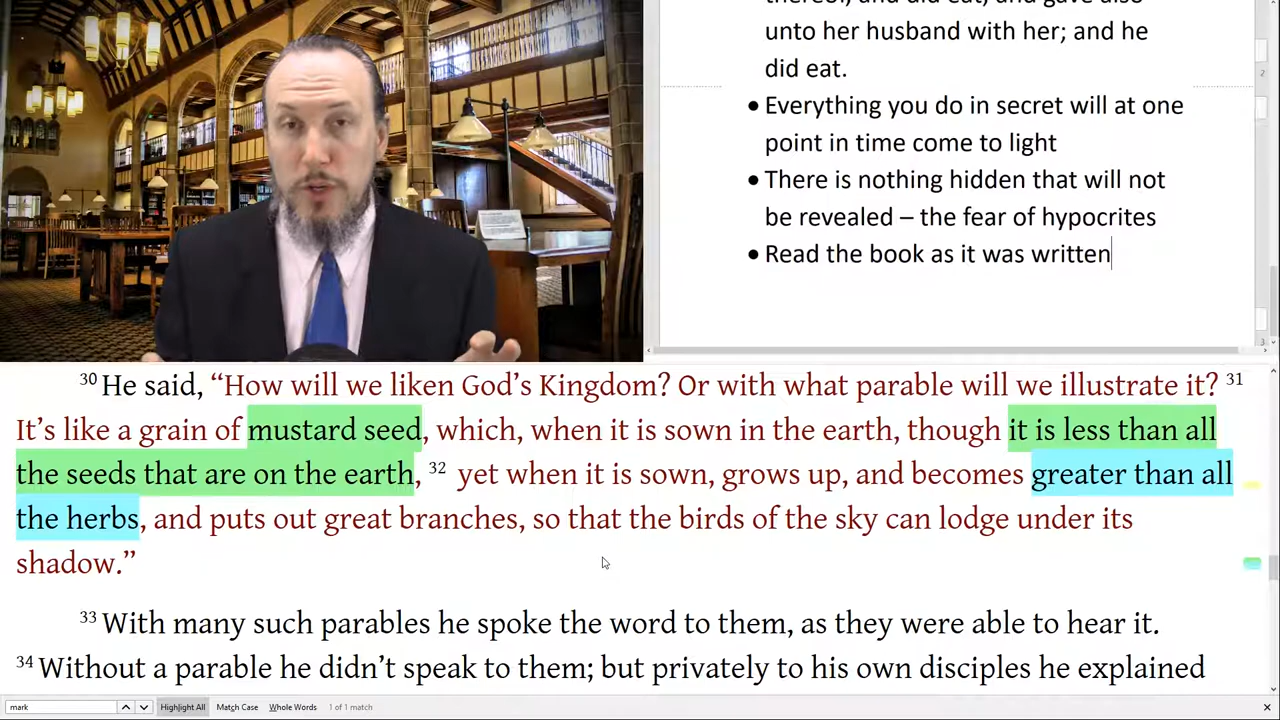 thereof, and did eat, and gave also
unto her husband with her; and he
did eat.
• Everything you do in secret will at one
point in time come to light
• There is nothing hidden that will not
be revealed – the fear of hypocrites
• Read the book as it was written
2
3
30 He said, “How will we liken God’s Kingdom? Or with what parable will we illustrate it? 31
It’s like a grain of mustard seed, which, when it is sown in the earth, though it is less than all
the seeds that are on the earth, 32 yet when it is sown, grows up, and becomes greater than all
the herbs, and puts out great branches, so that the birds of the sky can lodge under its
shadow.”
33 With many such parables he spoke the word to them, as they were able to hear it.
34 Without a parable he didn’t speak to them; but privately to his own disciples he explained
mark Highlight All Match Case Whole Words 1 of 1 match